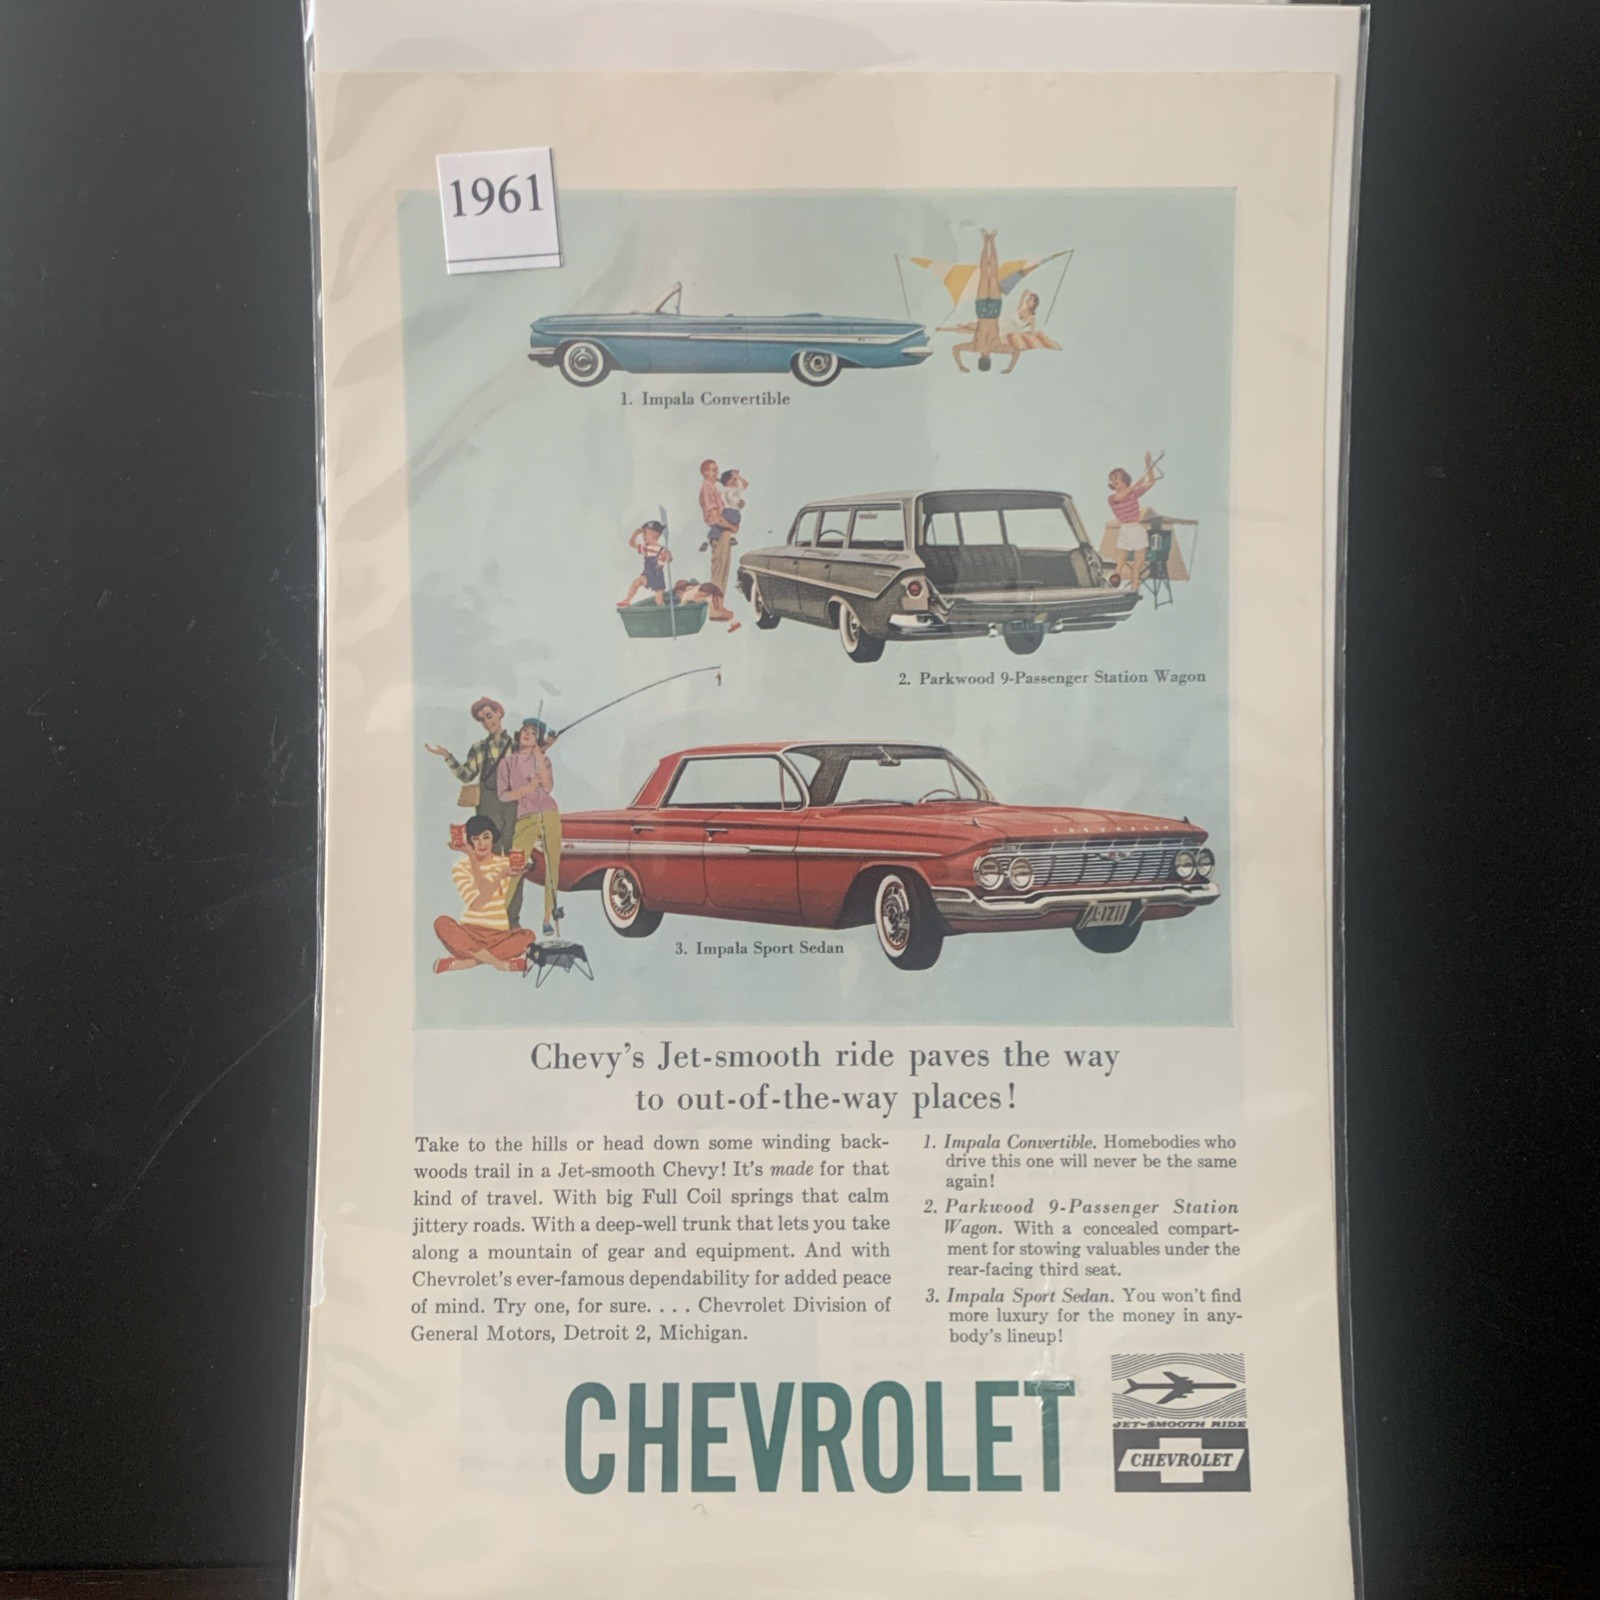 1961
1. Impala Convertible
2. Parkwood 9-Passenger Station Wagon
CHEVROLET
3. Impala Sport Sedan
Chevy's Jet-smooth ride paves the way
to out-of-the-way places!
Take to the hills or head down some winding back-
woods trail in a Jet-smooth Chevy! It's made for that
kind of travel. With big Full Coil springs that calm
jittery roads. With a deep-well trunk that lets you take
along a mountain of gear and equipment. And with
Chevrolet's ever-famous dependability for added peace
of mind. Try one, for sure. . . . Chevrolet Division of
General Motors, Detroit 2, Michigan.
1. Impala Convertible. Homebodies who
drive this one will never be the same
again!
2. Parkwood 9-Passenger Station
Wagon. With a concealed compart-
ment for stowing valuables under the
rear-facing third seat.
3. Impala Sport Sedan. You won't find
more luxury for the money in any-
body's lineup!
CHEVROLET
JET-SMOOTH RIDE
CHEVROLET